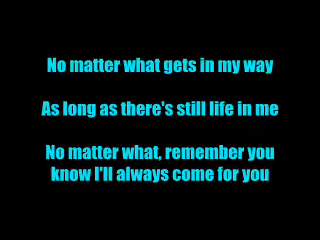 No matter what gets in my way
As long as there's still life in me
No matter what, remember you
know I'll always come for you